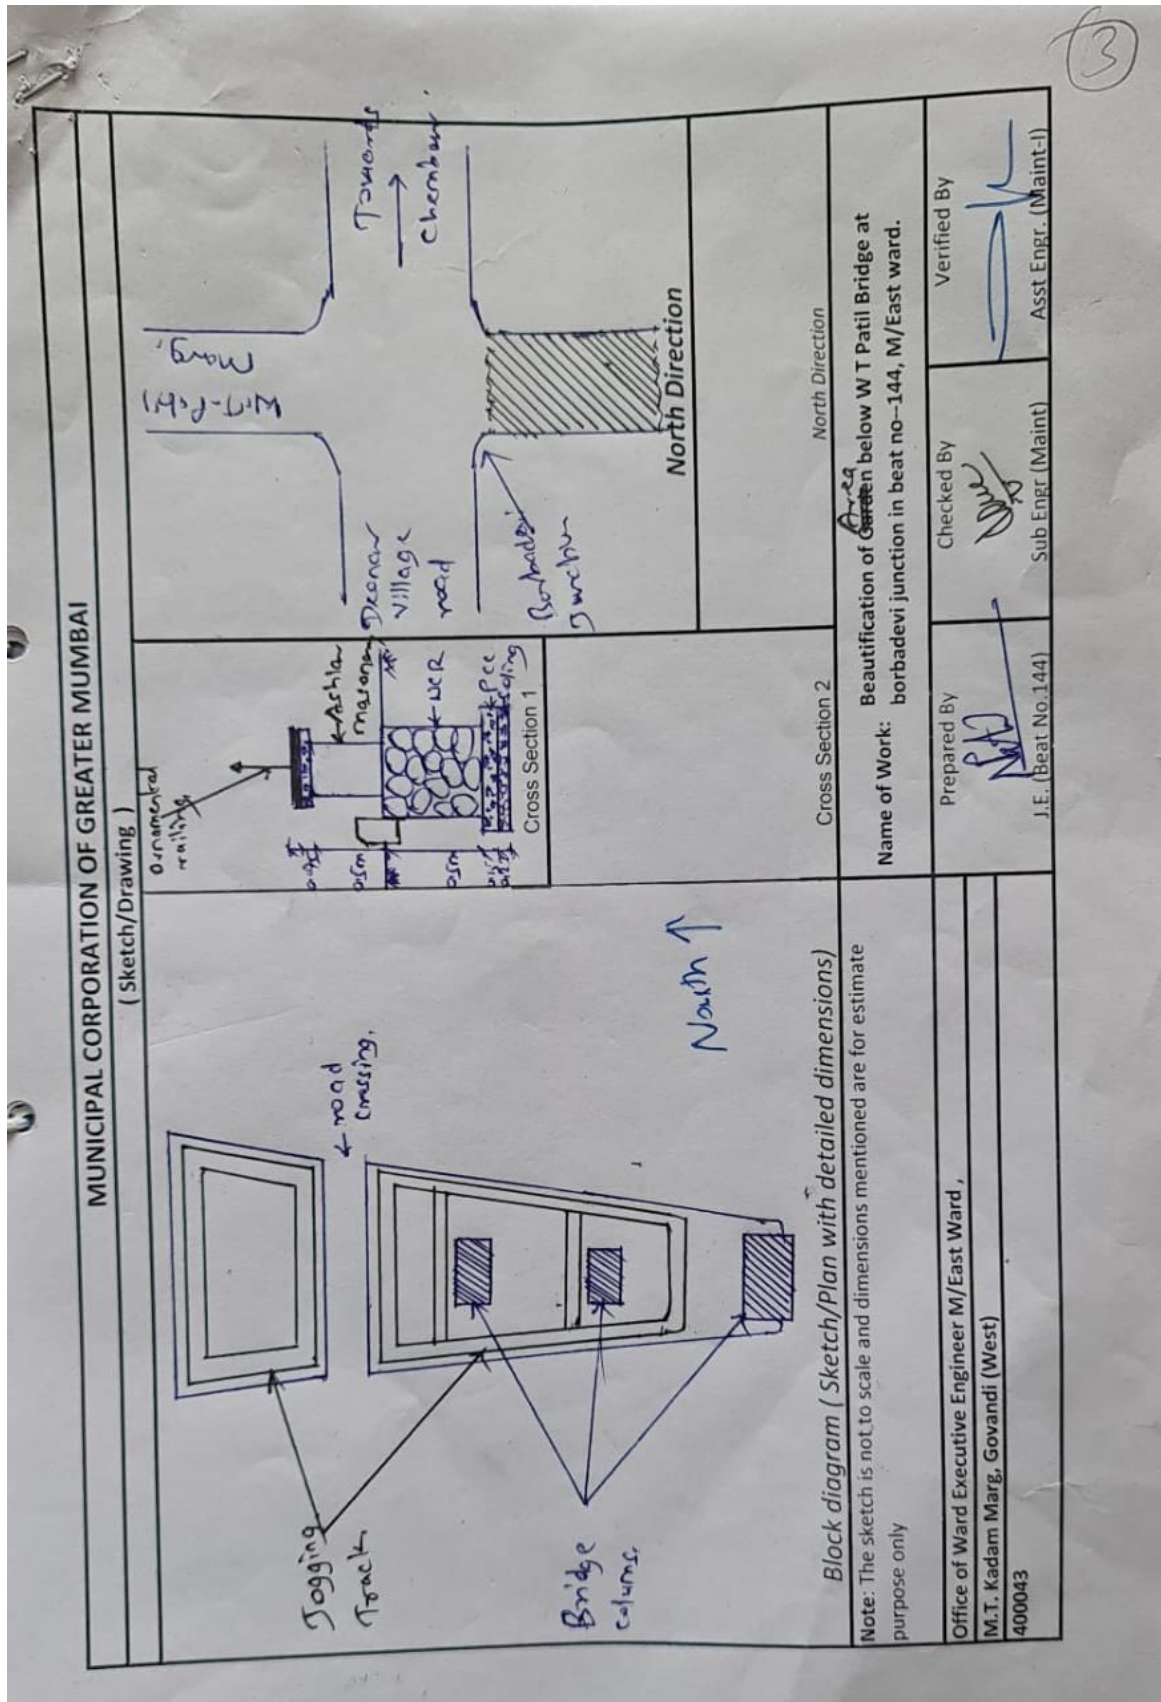 3
MUNICIPAL CORPORATION OF GREATER MUMBAI
( Sketch/Drawing )
Jogging
Track
Bridge
columns.
← road
crossing.
North ↑
Block diagram ( Sketch/Plan with detailed dimensions)
ornamental
railing
Ashlar
masonry
UCR
PCC
soling
0.5m
0.5m
Cross Section 1
Cross Section 2
W.T. Patil
Marg.
Towards
Chembur
Deonar
village
road
North Direction
North Direction
Note: The sketch is not to scale and dimensions mentioned are for estimate
purpose only
Name of Work: Beautification of Area below W T Patil Bridge at
borbadevi junction in beat no--144, M/East ward.
Office of Ward Executive Engineer M/East Ward ,
M.T. Kadam Marg, Govandi (West)
400043
Prepared By
J.E. (Beat No.144)
Checked By
Sub Engr (Maint)
Verified By
Asst Engr. (Maint-I)